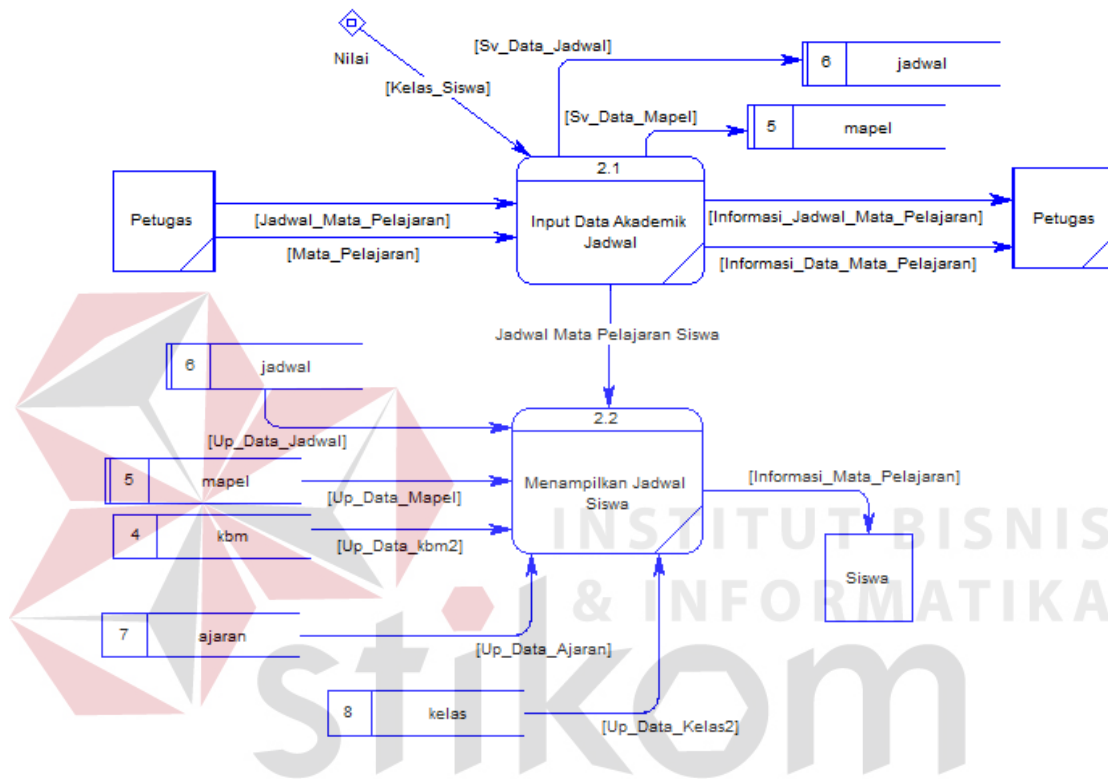 Nilai
[Kelas_Siswa]
[Sv_Data_Jadwal]
6 jadwal
[Sv_Data_Mapel]
5 mapel
Petugas
[Jadwal_Mata_Pelajaran]
[Mata_Pelajaran]
2.1
Input Data Akademik
Jadwal
[Informasi_Jadwal_Mata_Pelajaran]
[Informasi_Data_Mata_Pelajaran]
Petugas
Jadwal Mata Pelajaran Siswa
6 jadwal
[Up_Data_Jadwal]
5 mapel
[Up_Data_Mapel]
4 kbm
[Up_Data_kbm2]
7 ajaran
[Up_Data_Ajaran]
8 kelas
[Up_Data_Kelas2]
2.2
Menampilkan Jadwal
Siswa
[Informasi_Mata_Pelajaran]
Siswa
INSTITUT BISNIS
& INFORMATIKA
stikom